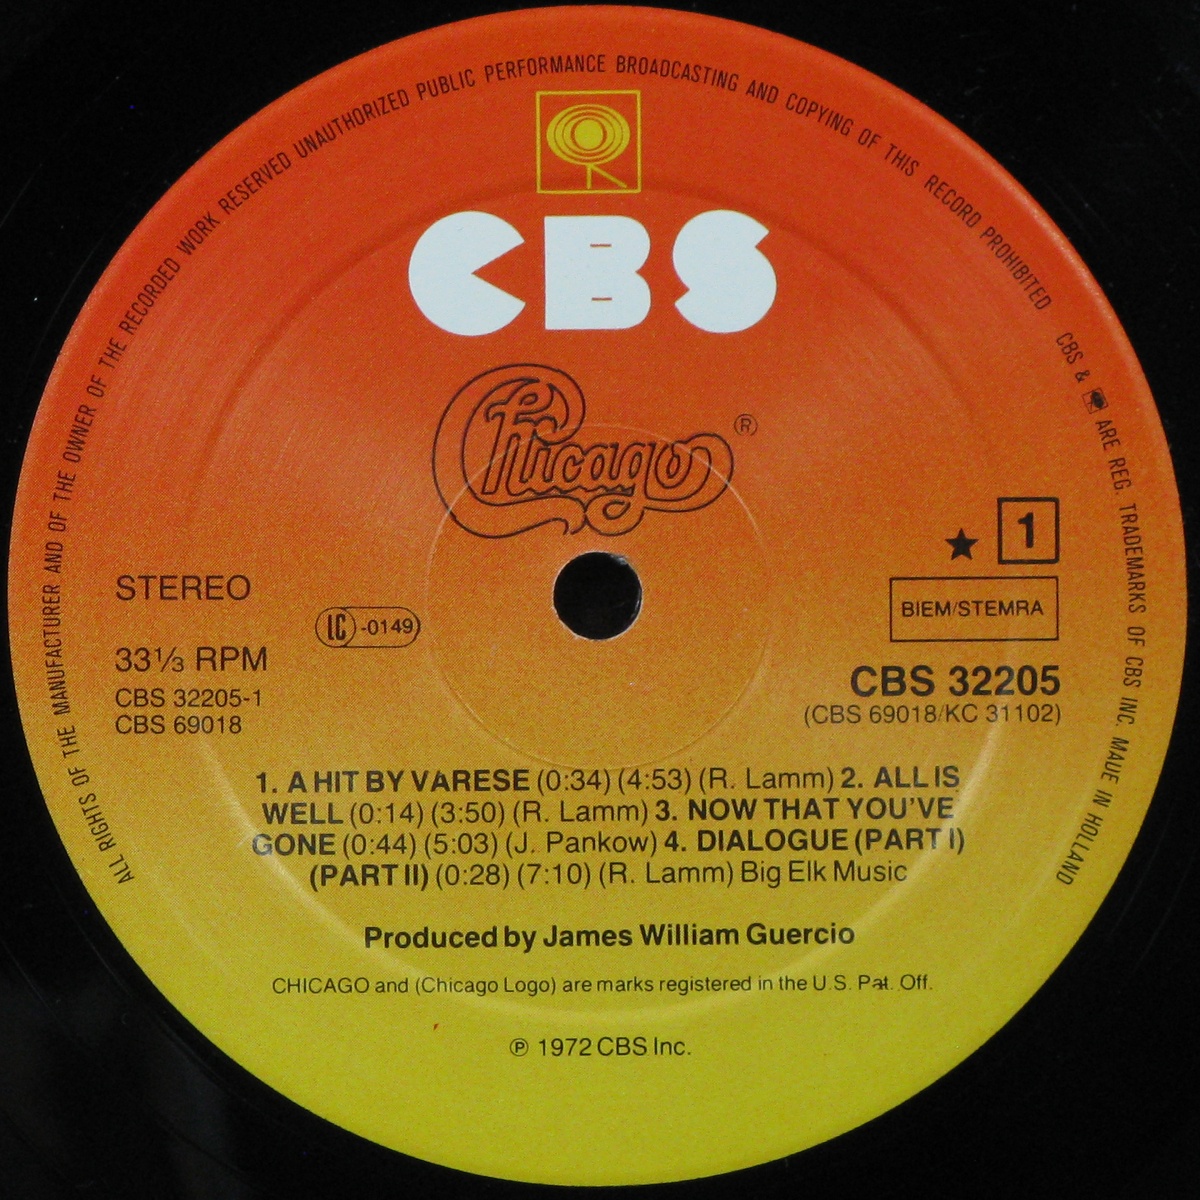 ALL RIGHTS OF THE MANUFACTURER AND OF THE OWNER OF THE RECORDED WORK RESERVED UNAUTHORIZED PUBLIC PERFORMANCE BROADCASTING AND COPYING OF THIS RECORD PROHIBITED CBS & ARE REG. TRADEMARKS OF CBS INC. MADE IN HOLLAND
CBS
Chicago ®
★ 1
STEREO
BIEM/STEMRA
LC -0149
33⅓ RPM
CBS 32205
CBS 32205-1
(CBS 69018/KC 31102)
CBS 69018
1. A HIT BY VARESE (0:34) (4:53) (R. Lamm) 2. ALL IS
WELL (0:14) (3:50) (R. Lamm) 3. NOW THAT YOU'VE
GONE (0:44) (5:03) (J. Pankow) 4. DIALOGUE (PART I)
(PART II) (0:28) (7:10) (R. Lamm) Big Elk Music
Produced by James William Guercio
CHICAGO and (Chicago Logo) are marks registered in the U.S. Pat. Off.
℗ 1972 CBS Inc.